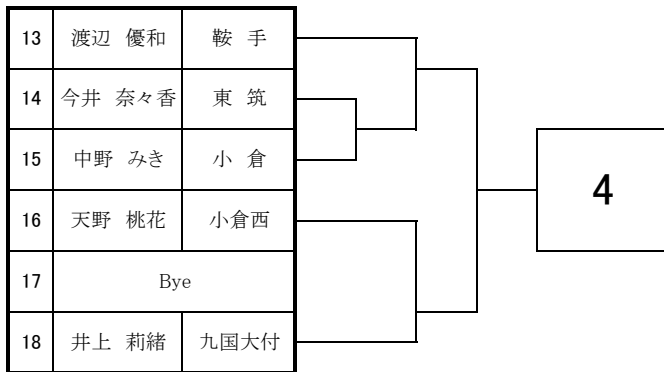 13 渡辺 優和 鞍 手
14 今井 奈々香 東 筑
15 中野 みき 小 倉
16 天野 桃花 小倉西
17 Bye
18 井上 莉緒 九国大付
4